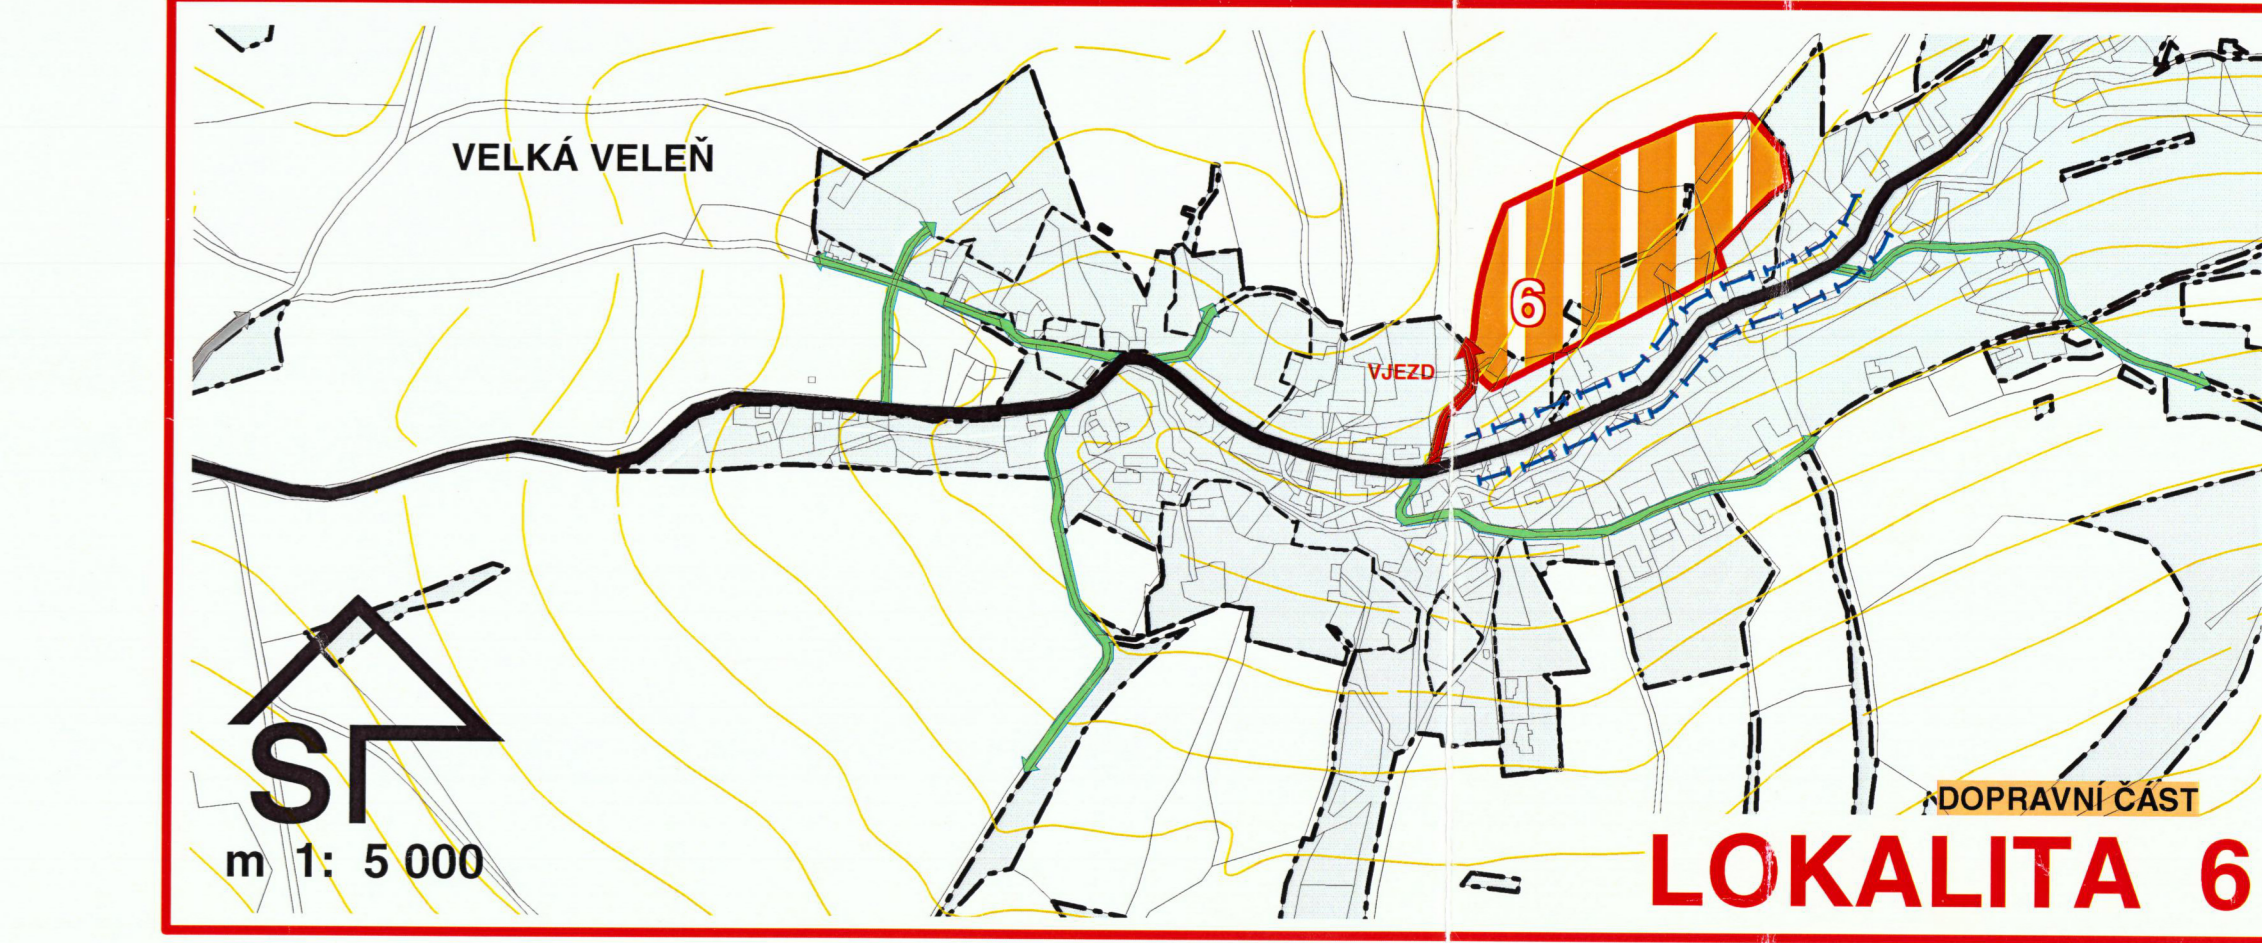 VELKÁ VELEŇ
6
VJEZD
S
m 1: 5 000
DOPRAVNÍ ČÁST
LOKALITA 6